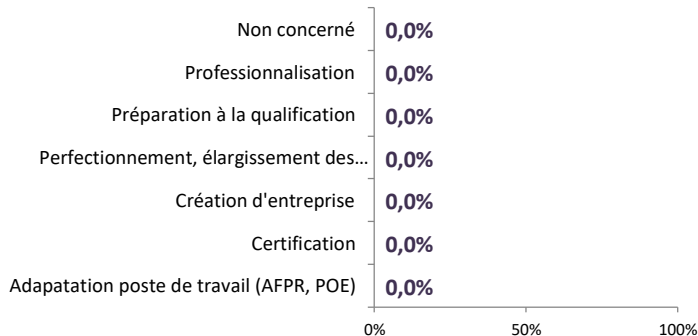 Non concerné 0,0%
Professionnalisation 0,0%
Préparation à la qualification 0,0%
Perfectionnement, élargissement des... 0,0%
Création d'entreprise 0,0%
Certification 0,0%
Adapatation poste de travail (AFPR, POE) 0,0%
0% 50% 100%